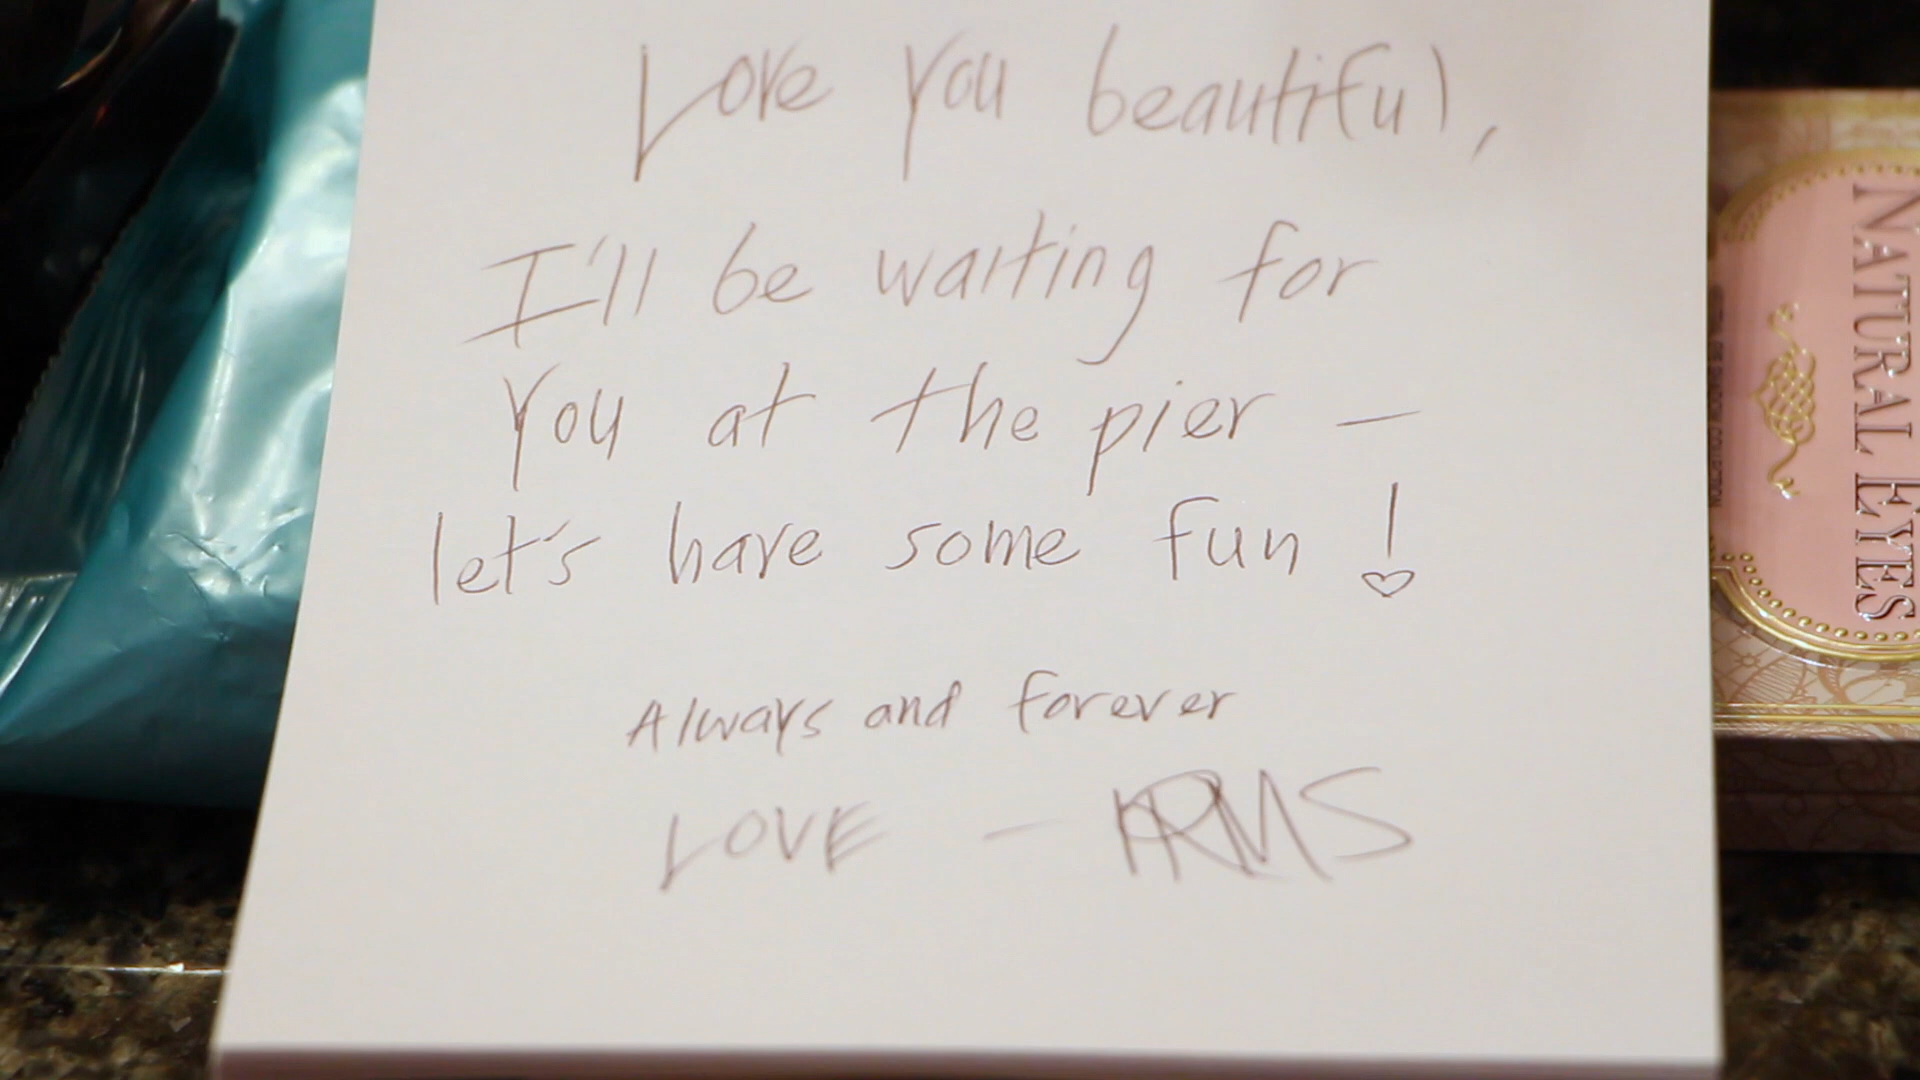 Love you beautiful,
I'll be waiting for
you at the pier –
let's have some fun!
Always and forever
LOVE –
NATURAL EYES